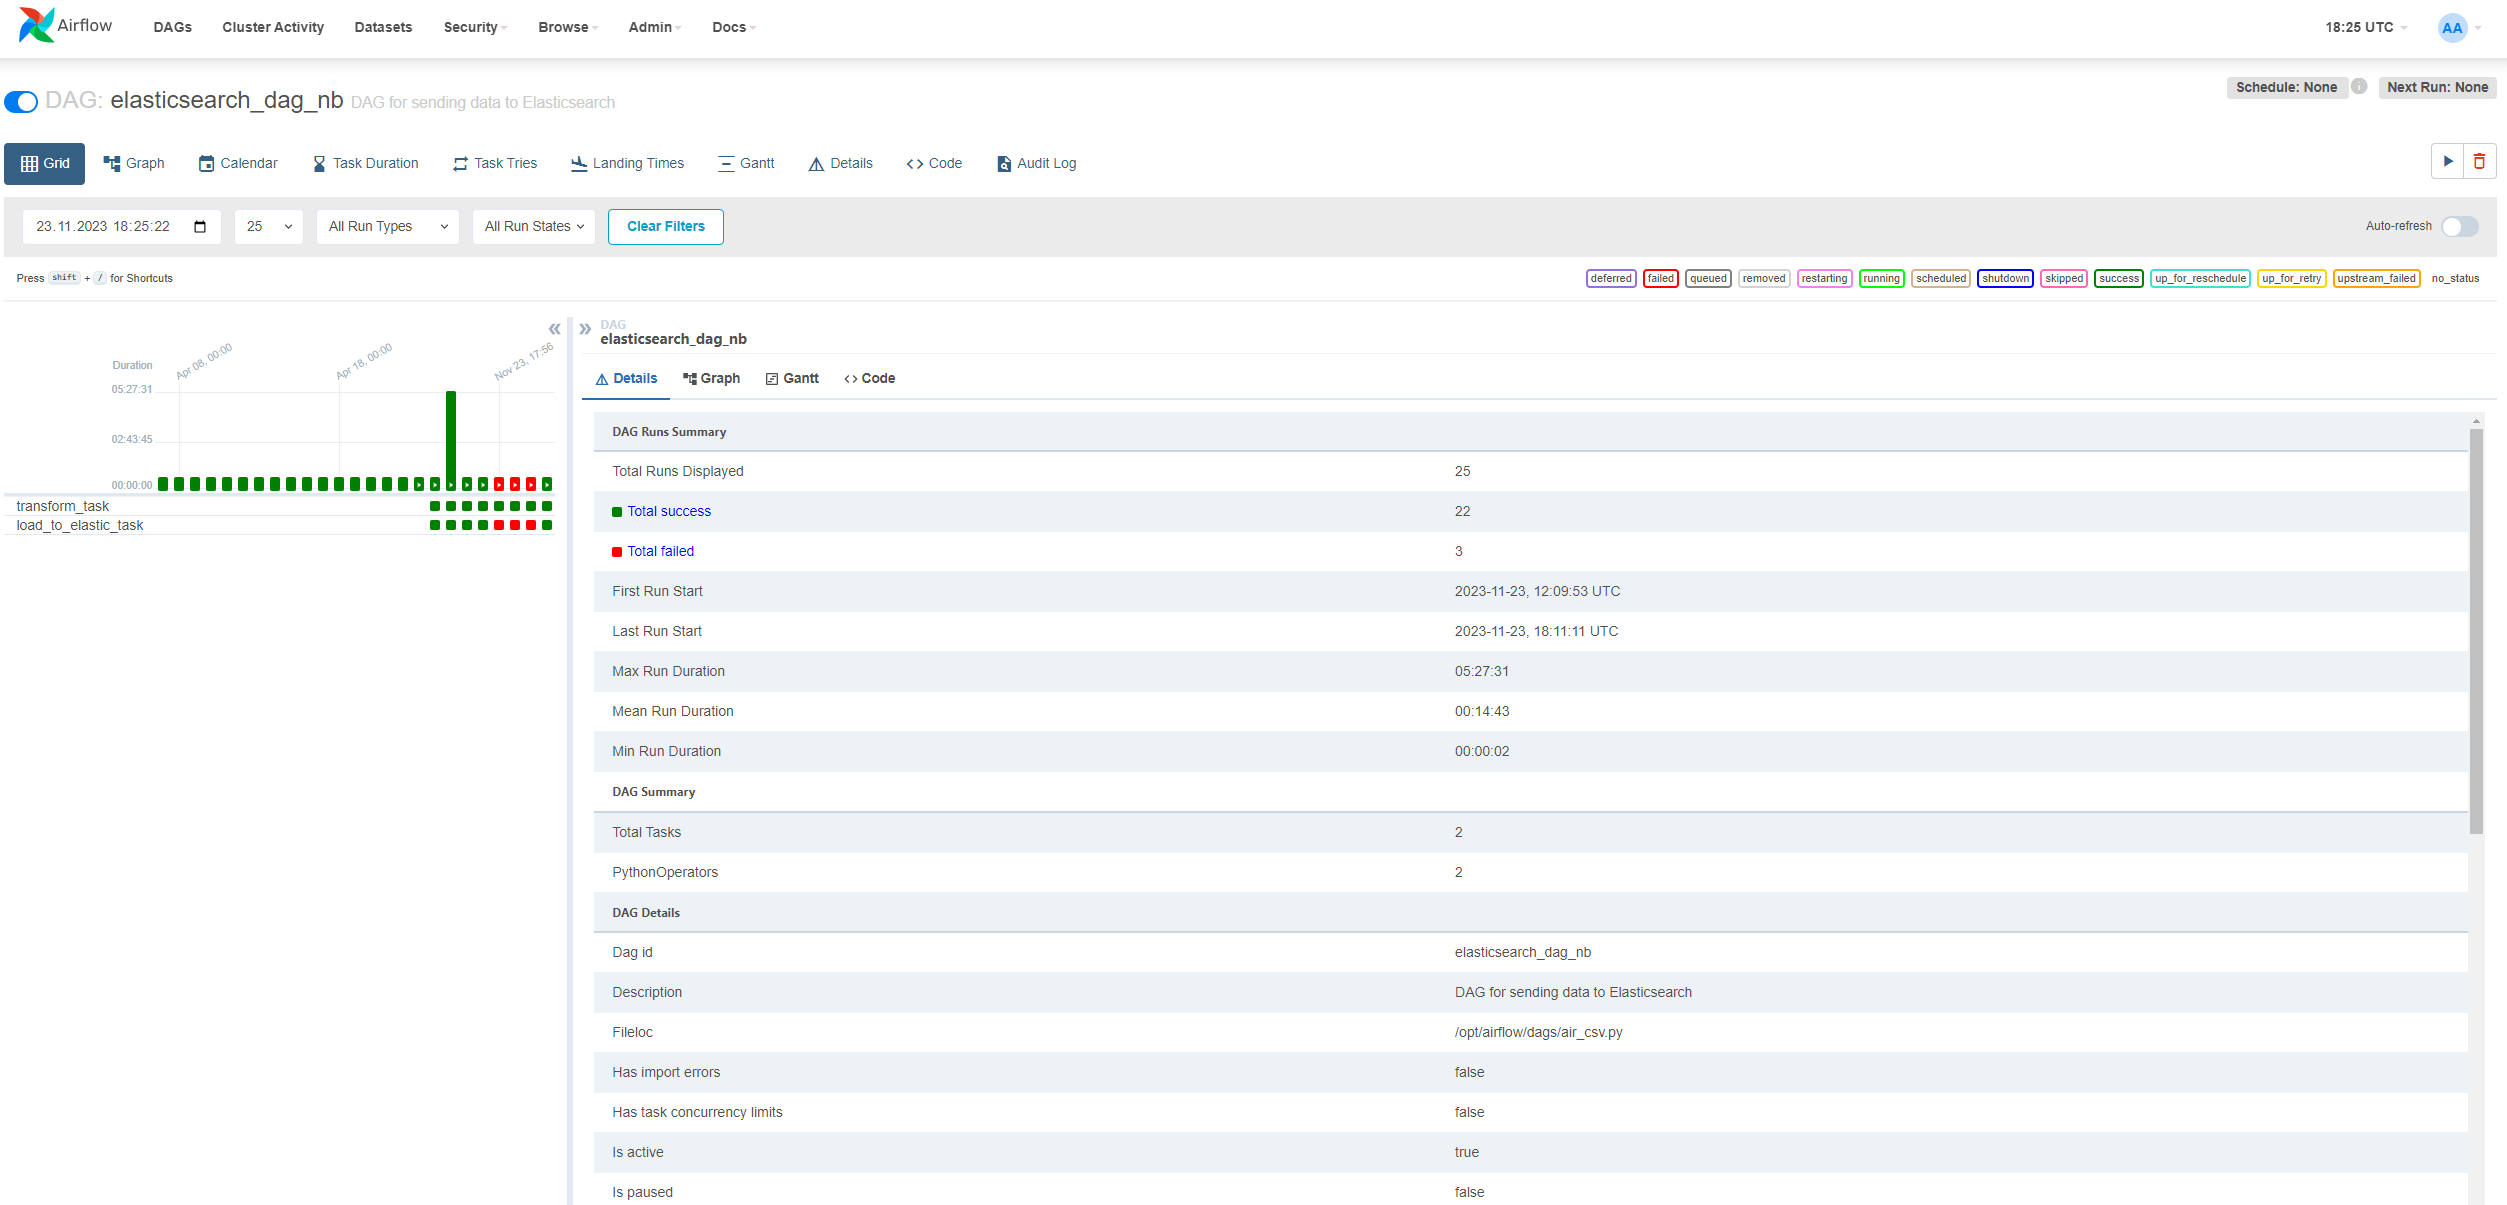 Airflow DAGs Cluster Activity Datasets Security Browse Admin Docs 18:25 UTC AA
DAG: elasticsearch_dag_nb DAG for sending data to Elasticsearch Schedule: None i Next Run: None
Grid Graph Calendar Task Duration Task Tries Landing Times Gantt Details Code Audit Log
23.11.2023 18:25:22 25 All Run Types All Run States Clear Filters Auto-refresh
Press shift + / for Shortcuts deferred failed queued removed restarting running scheduled shutdown skipped success up_for_reschedule up_for_retry upstream_failed no_status
Duration
Apr 08, 00:00 Apr 18, 00:00 Nov 23, 17:56
05:27:31
02:43:45
00:00:00
transform_task
load_to_elastic_task
DAG
elasticsearch_dag_nb
Details Graph Gantt Code
DAG Runs Summary
Total Runs Displayed 25
Total success 22
Total failed 3
First Run Start 2023-11-23, 12:09:53 UTC
Last Run Start 2023-11-23, 18:11:11 UTC
Max Run Duration 05:27:31
Mean Run Duration 00:14:43
Min Run Duration 00:00:02
DAG Summary
Total Tasks 2
PythonOperators 2
DAG Details
Dag id elasticsearch_dag_nb
Description DAG for sending data to Elasticsearch
Fileloc /opt/airflow/dags/air_csv.py
Has import errors false
Has task concurrency limits false
Is active true
Is paused false